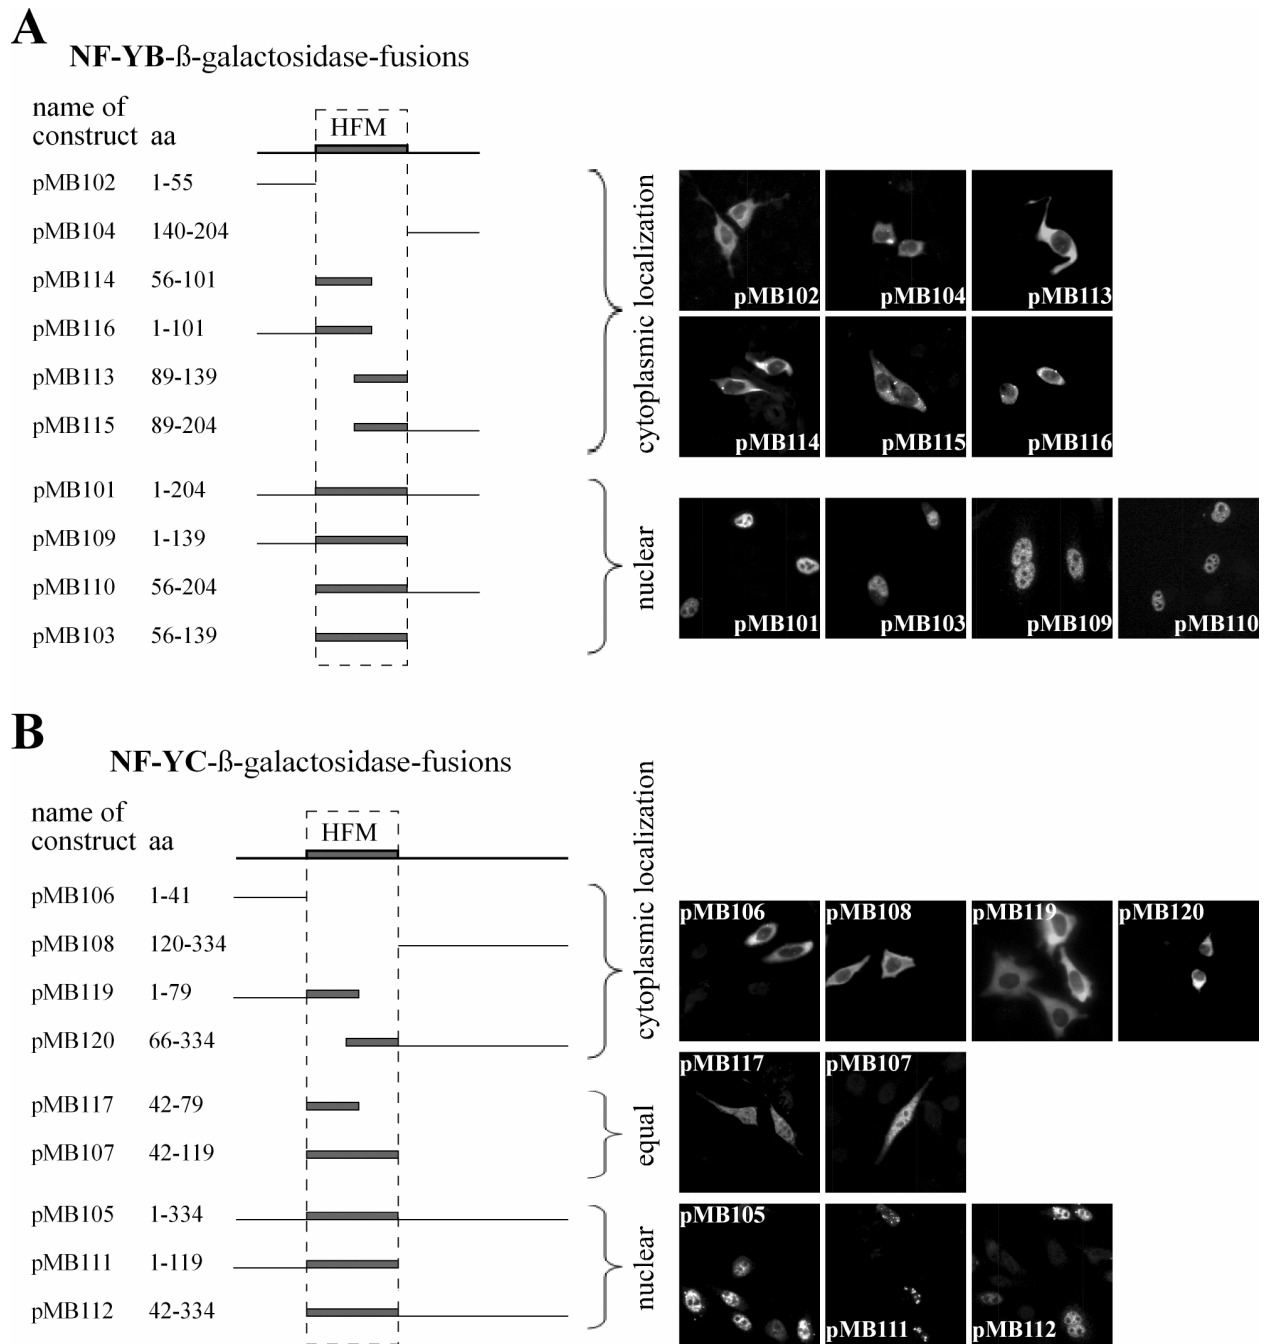 A
NF-YB-ß-galactosidase-fusions
name of
construct aa
HFM
pMB102 1-55
pMB104 140-204
pMB114 56-101
pMB116 1-101
pMB113 89-139
pMB115 89-204
cytoplasmic localization
pMB102 pMB104 pMB113
pMB114 pMB115 pMB116
pMB101 1-204
pMB109 1-139
pMB110 56-204
pMB103 56-139
nuclear
pMB101 pMB103 pMB109 pMB110
B
NF-YC-ß-galactosidase-fusions
name of
construct aa
HFM
pMB106 1-41
pMB108 120-334
pMB119 1-79
pMB120 66-334
cytoplasmic localization
pMB106 pMB108 pMB119 pMB120
pMB117 42-79
pMB107 42-119
equal
pMB117 pMB107
pMB105 1-334
pMB111 1-119
pMB112 42-334
nuclear
pMB105
pMB111 pMB112